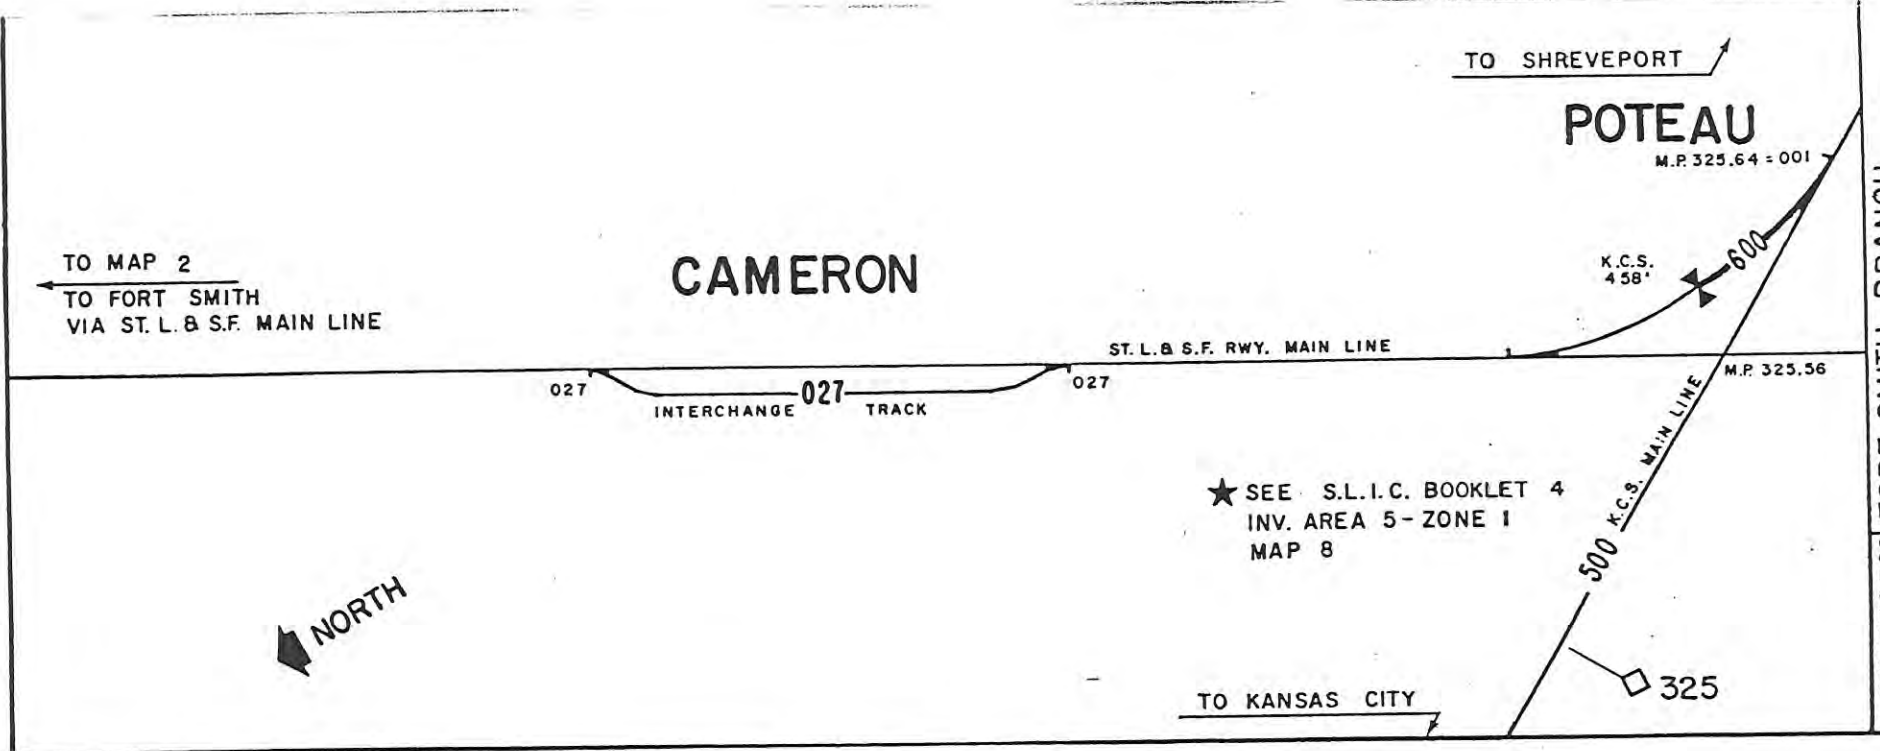 TO SHREVEPORT
POTEAU
M.P. 325.64 = 001
TO MAP 2
TO FORT SMITH
VIA ST. L. & S.F. MAIN LINE
CAMERON
K.C.S.
458'
600
ST. L. & S.F. RWY. MAIN LINE
M.P. 325.56
027
027
027
INTERCHANGE TRACK
500 K.C.S. MAIN LINE
★ SEE S.L.I.C. BOOKLET 4
INV. AREA 5 - ZONE 1
MAP 8
NORTH
325
TO KANSAS CITY